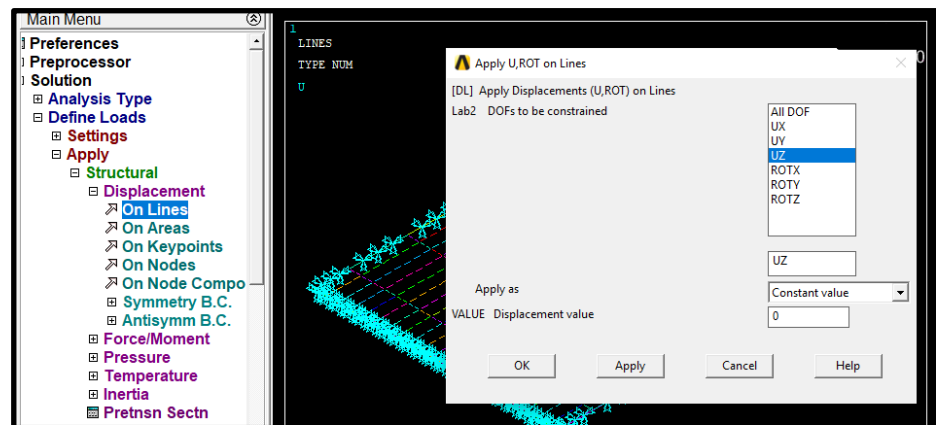 Main Menu
Preferences
Preprocessor
Solution
Analysis Type
Define Loads
Settings
Apply
Structural
Displacement
On Lines
On Areas
On Keypoints
On Nodes
On Node Compo
Symmetry B.C.
Antisymm B.C.
Force/Moment
Pressure
Temperature
Inertia
Pretnsn Sectn
1
LINES
TYPE NUM
U
0
Apply U,ROT on Lines
[DL] Apply Displacements (U,ROT) on Lines
Lab2 DOFs to be constrained
All DOF
UX
UY
UZ
ROTX
ROTY
ROTZ
UZ
Apply as
Constant value
VALUE Displacement value
0
OK
Apply
Cancel
Help